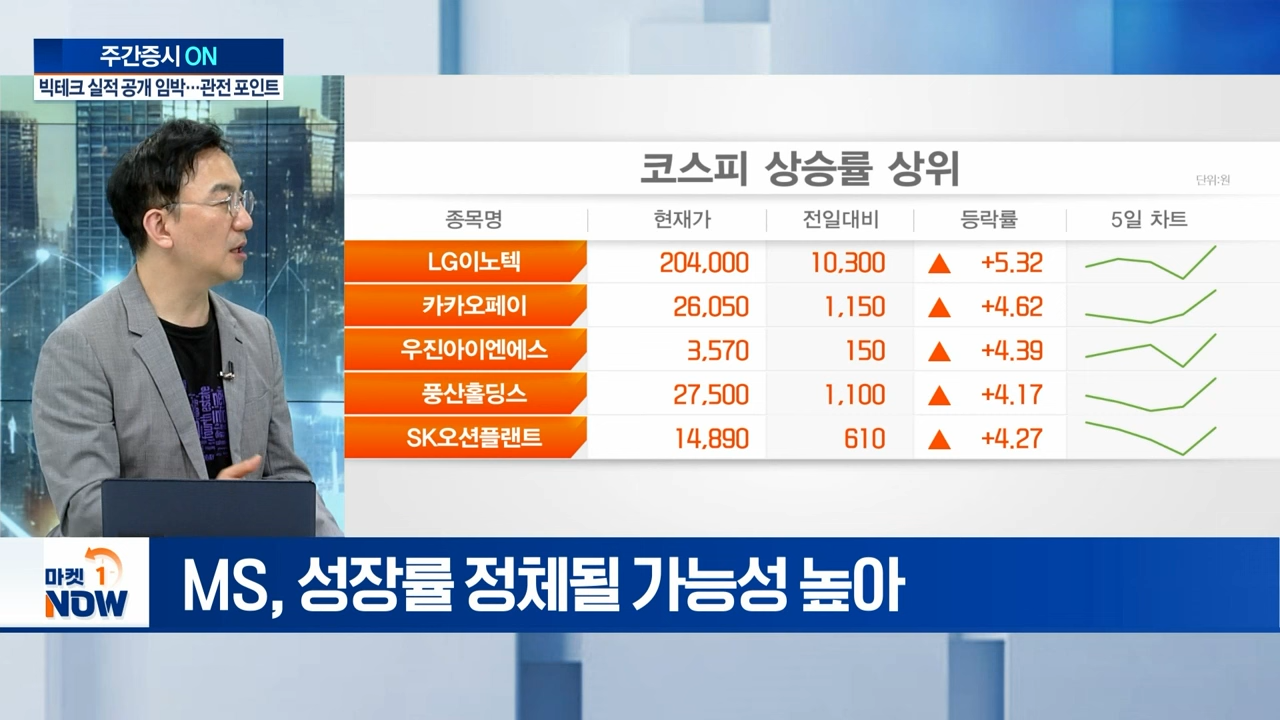 주간증시 ON
빅테크 실적 공개 임박…관전 포인트
코스피 상승률 상위
단위:원
종목명 현재가 전일대비 등락률 5일 차트
LG이노텍 204,000 10,300 ▲ +5.32
카카오페이 26,050 1,150 ▲ +4.62
우진아이엔에스 3,570 150 ▲ +4.39
풍산홀딩스 27,500 1,100 ▲ +4.17
SK오션플랜트 14,890 610 ▲ +4.27
마켓 1
NOW
MS, 성장률 정체될 가능성 높아